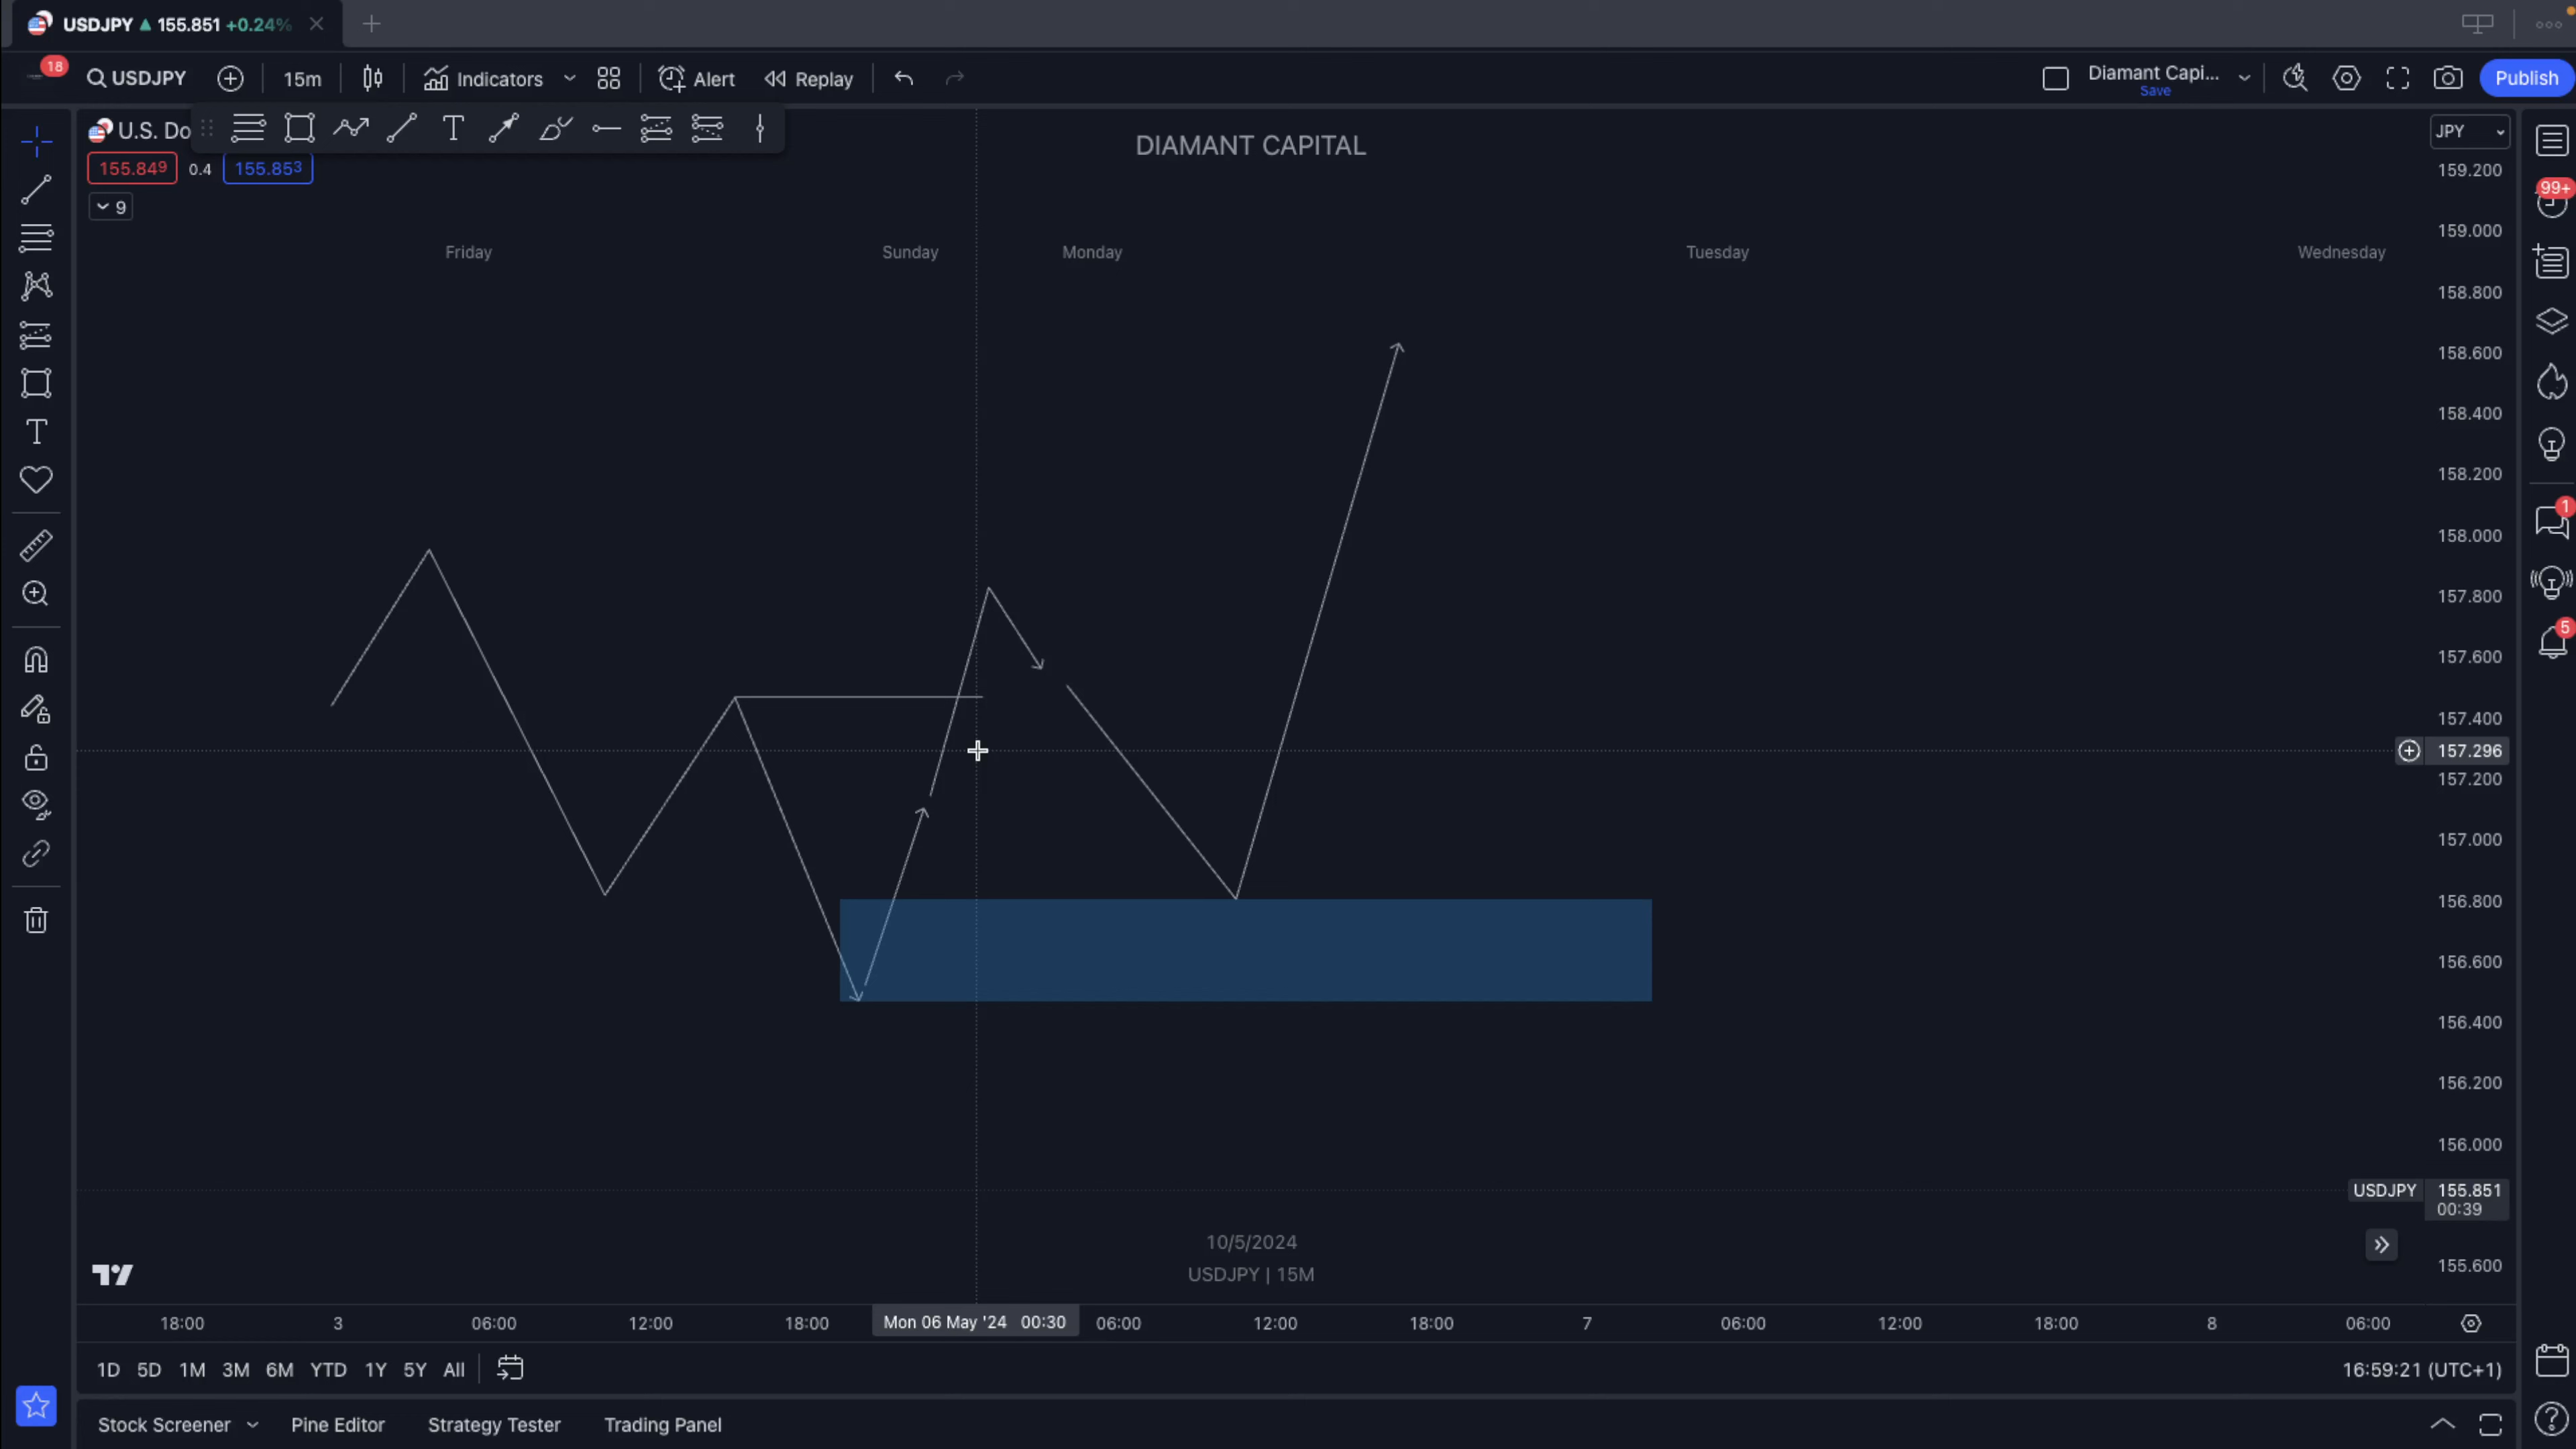 USDJPY 155.851 +0.24%
18 USDJPY 15m Indicators Alert Replay Diamant Capi... Publish
Save
U.S. Do
DIAMANT CAPITAL
JPY
155.849 0.4 155.853
9
159.200
99+
159.000
Friday Sunday Monday Tuesday Wednesday
158.800
158.600
158.400
158.200
1
158.000
157.800
5
157.600
157.400
157.296
157.200
157.000
156.800
156.600
156.400
156.200
156.000
USDJPY 155.851
00:39
10/5/2024
155.600
USDJPY | 15M
18:00 3 06:00 12:00 18:00 Mon 06 May '24 00:30 06:00 12:00 18:00 7 06:00 12:00 18:00 8 06:00
1D 5D 1M 3M 6M YTD 1Y 5Y All 16:59:21 (UTC+1)
Stock Screener Pine Editor Strategy Tester Trading Panel